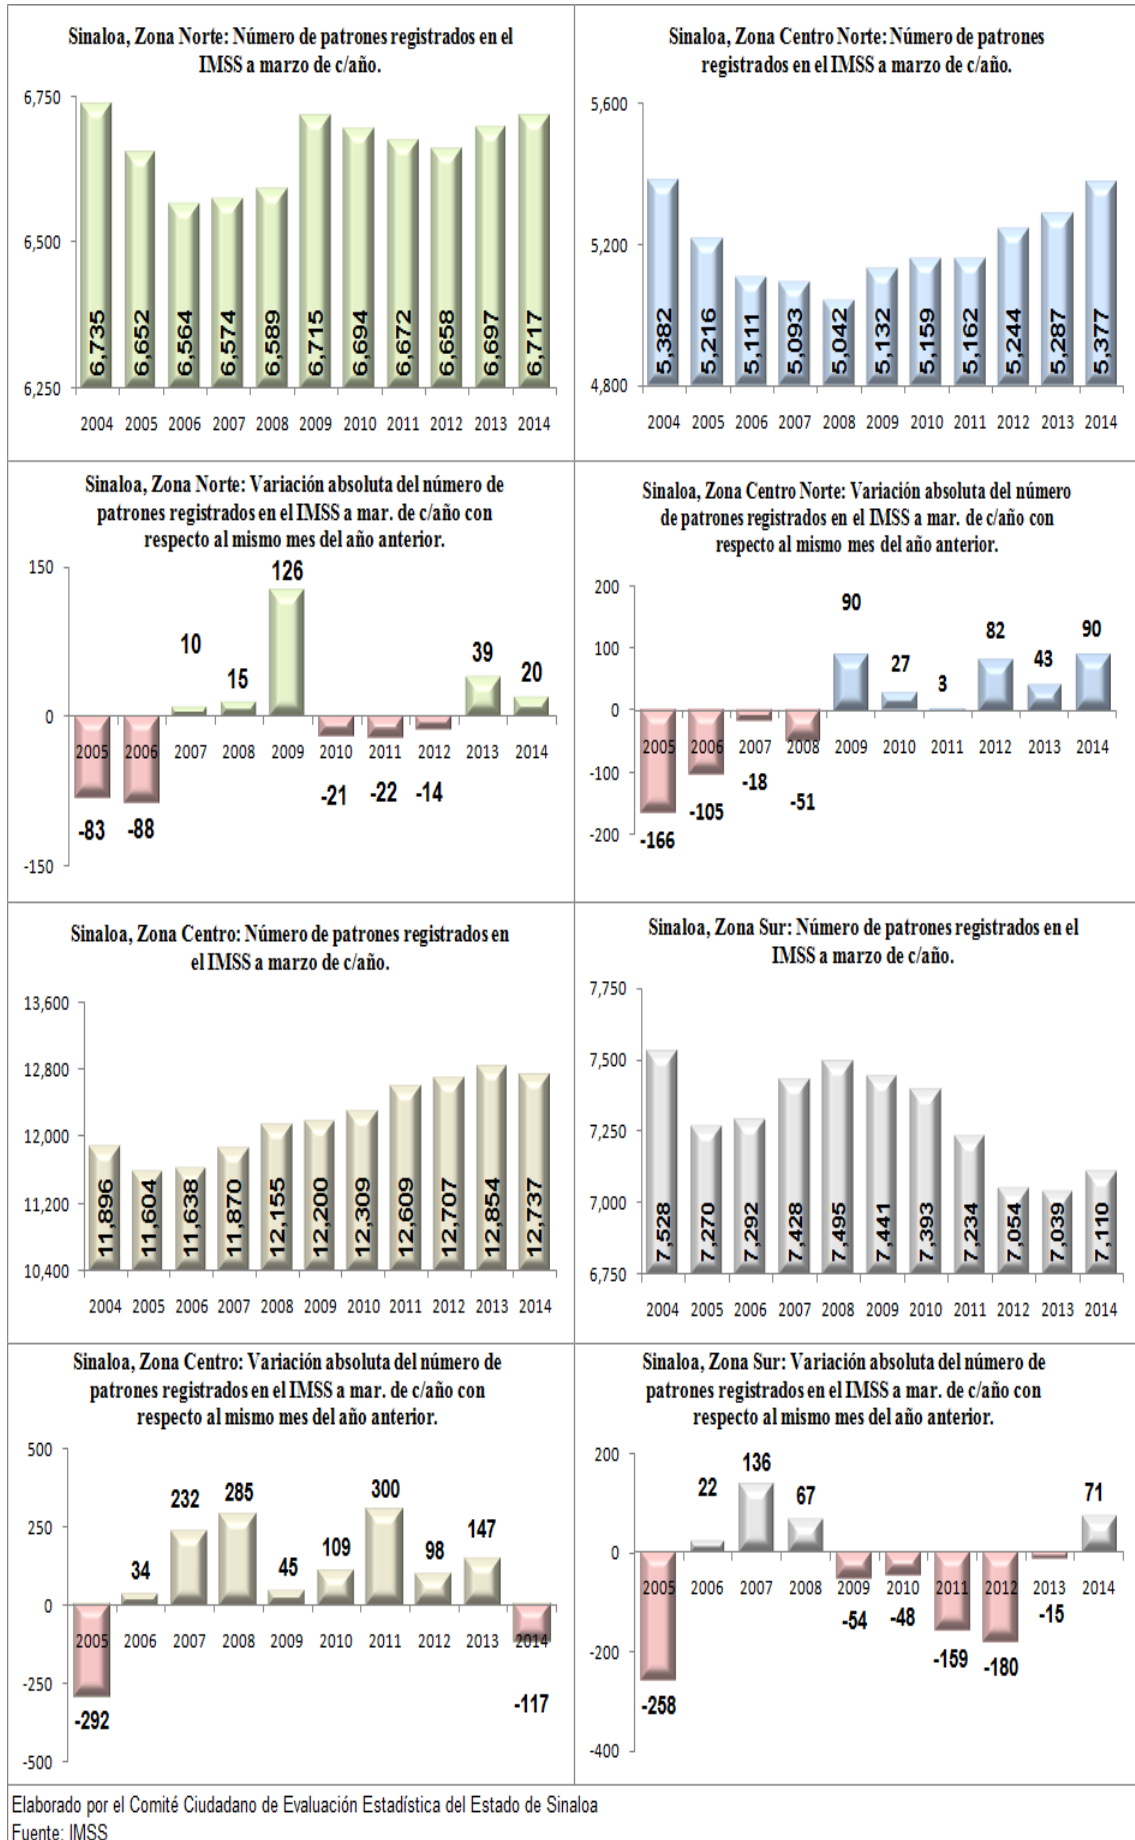 Sinaloa, Zona Norte: Número de patrones registrados en el
IMSS a marzo de c/año.
6,750
6,500
6,250
6,735 6,652 6,564 6,574 6,589 6,715 6,694 6,672 6,658 6,697 6,717
2004 2005 2006 2007 2008 2009 2010 2011 2012 2013 2014
Sinaloa, Zona Centro Norte: Número de patrones
registrados en el IMSS a marzo de c/año.
5,600
5,200
4,800
5,382 5,216 5,111 5,093 5,042 5,132 5,159 5,162 5,244 5,287 5,377
2004 2005 2006 2007 2008 2009 2010 2011 2012 2013 2014
Sinaloa, Zona Norte: Variación absoluta del número de
patrones registrados en el IMSS a mar. de c/año con
respecto al mismo mes del año anterior.
150
0
-150
-83 -88 10 15 126 -21 -22 -14 39 20
2005 2006 2007 2008 2009 2010 2011 2012 2013 2014
Sinaloa, Zona Centro Norte: Variación absoluta del número
de patrones registrados en el IMSS a mar. de c/año con
respecto al mismo mes del año anterior.
200
100
0
-100
-200
-166 -105 -18 -51 90 27 3 82 43 90
2005 2006 2007 2008 2009 2010 2011 2012 2013 2014
Sinaloa, Zona Centro: Número de patrones registrados en
el IMSS a marzo de c/año.
13,600
12,800
12,000
11,200
10,400
11,896 11,604 11,638 11,870 12,155 12,200 12,309 12,609 12,707 12,854 12,737
2004 2005 2006 2007 2008 2009 2010 2011 2012 2013 2014
Sinaloa, Zona Sur: Número de patrones registrados en el
IMSS a marzo de c/año.
7,750
7,500
7,250
7,000
6,750
7,528 7,270 7,292 7,428 7,495 7,441 7,393 7,234 7,054 7,039 7,110
2004 2005 2006 2007 2008 2009 2010 2011 2012 2013 2014
Sinaloa, Zona Centro: Variación absoluta del número de
patrones registrados en el IMSS a mar. de c/año con
respecto al mismo mes del año anterior.
500
250
0
-250
-500
-292 34 232 285 45 109 300 98 147 -117
2005 2006 2007 2008 2009 2010 2011 2012 2013 2014
Sinaloa, Zona Sur: Variación absoluta del número de
patrones registrados en el IMSS a mar. de c/año con
respecto al mismo mes del año anterior.
200
0
-200
-400
-258 22 136 67 -54 -48 -159 -180 -15 71
2005 2006 2007 2008 2009 2010 2011 2012 2013 2014
Elaborado por el Comité Ciudadano de Evaluación Estadística del Estado de Sinaloa
Fuente: IMSS